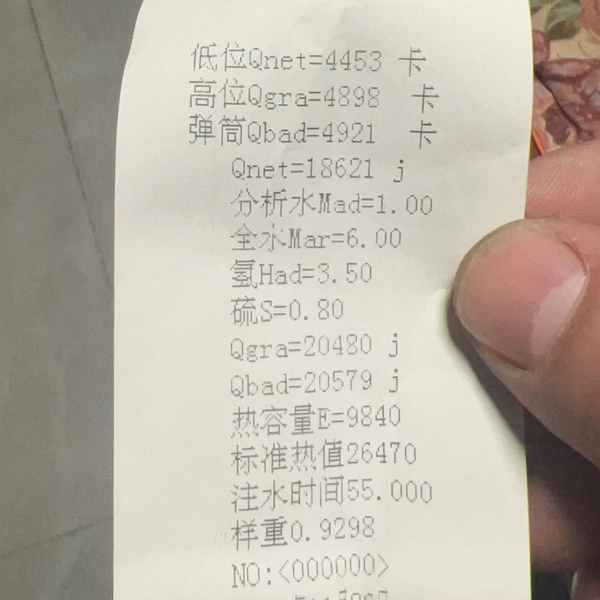 低位Qnet=4453 卡
高位Qgra=4898 卡
弹筒Qbad=4921 卡
Qnet=18621 j
分析水Mad=1.00
全水Mar=6.00
氢Had=3.50
硫S=0.80
Qgra=20480 j
Qbad=20579 j
热容量E=9840
标准热值26470
注水时间55.000
样重0.9298
NO:<000000>